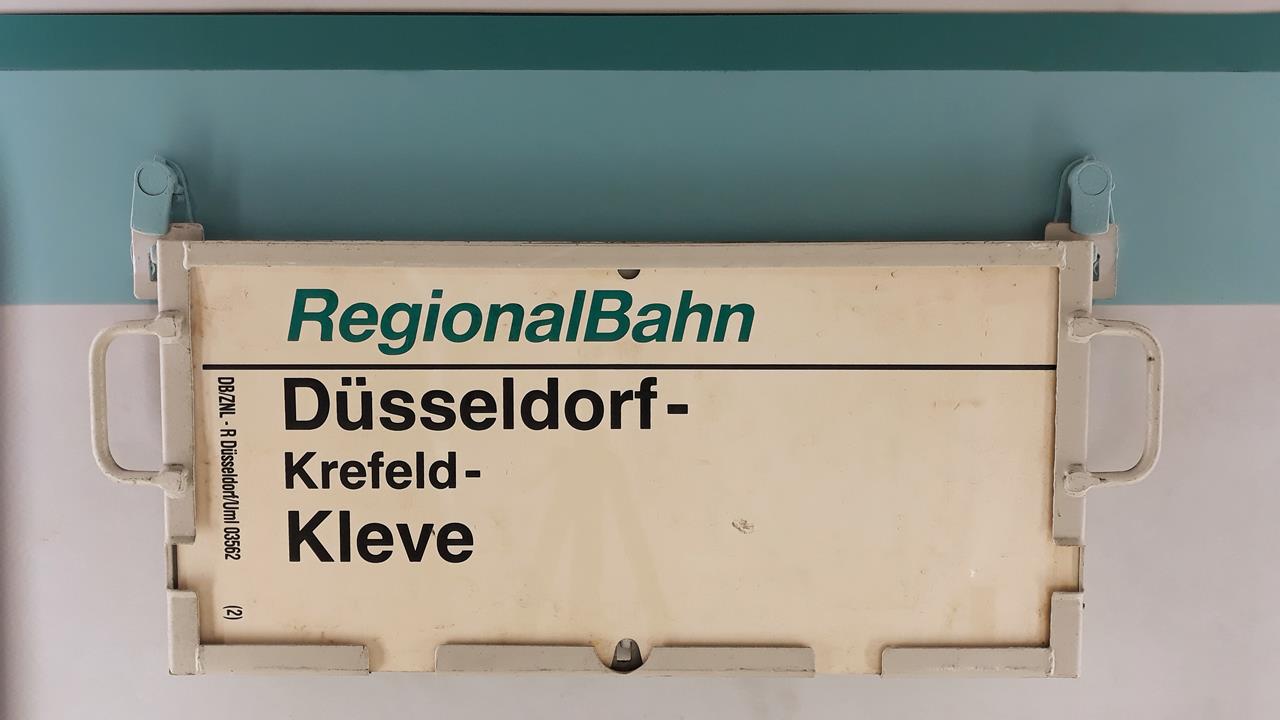 RegionalBahn
Düsseldorf-
Krefeld-
Kleve
DB/ZNL - R Düsseldorf/Uml 03562 (2)